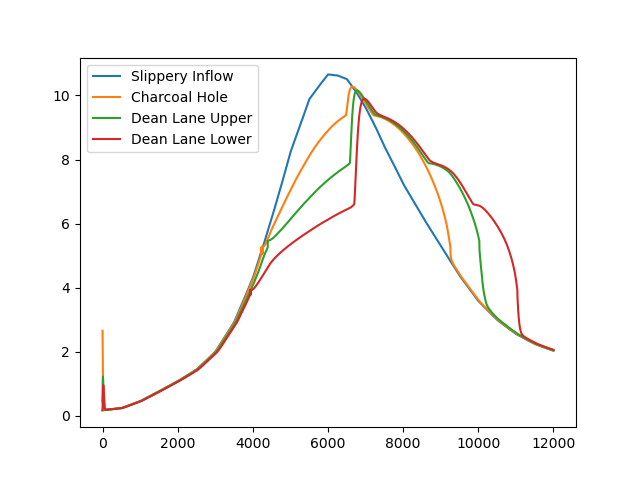 Slippery Inflow
Charcoal Hole
Dean Lane Upper
Dean Lane Lower
10
8
6
4
2
0
0 2000 4000 6000 8000 10000 12000